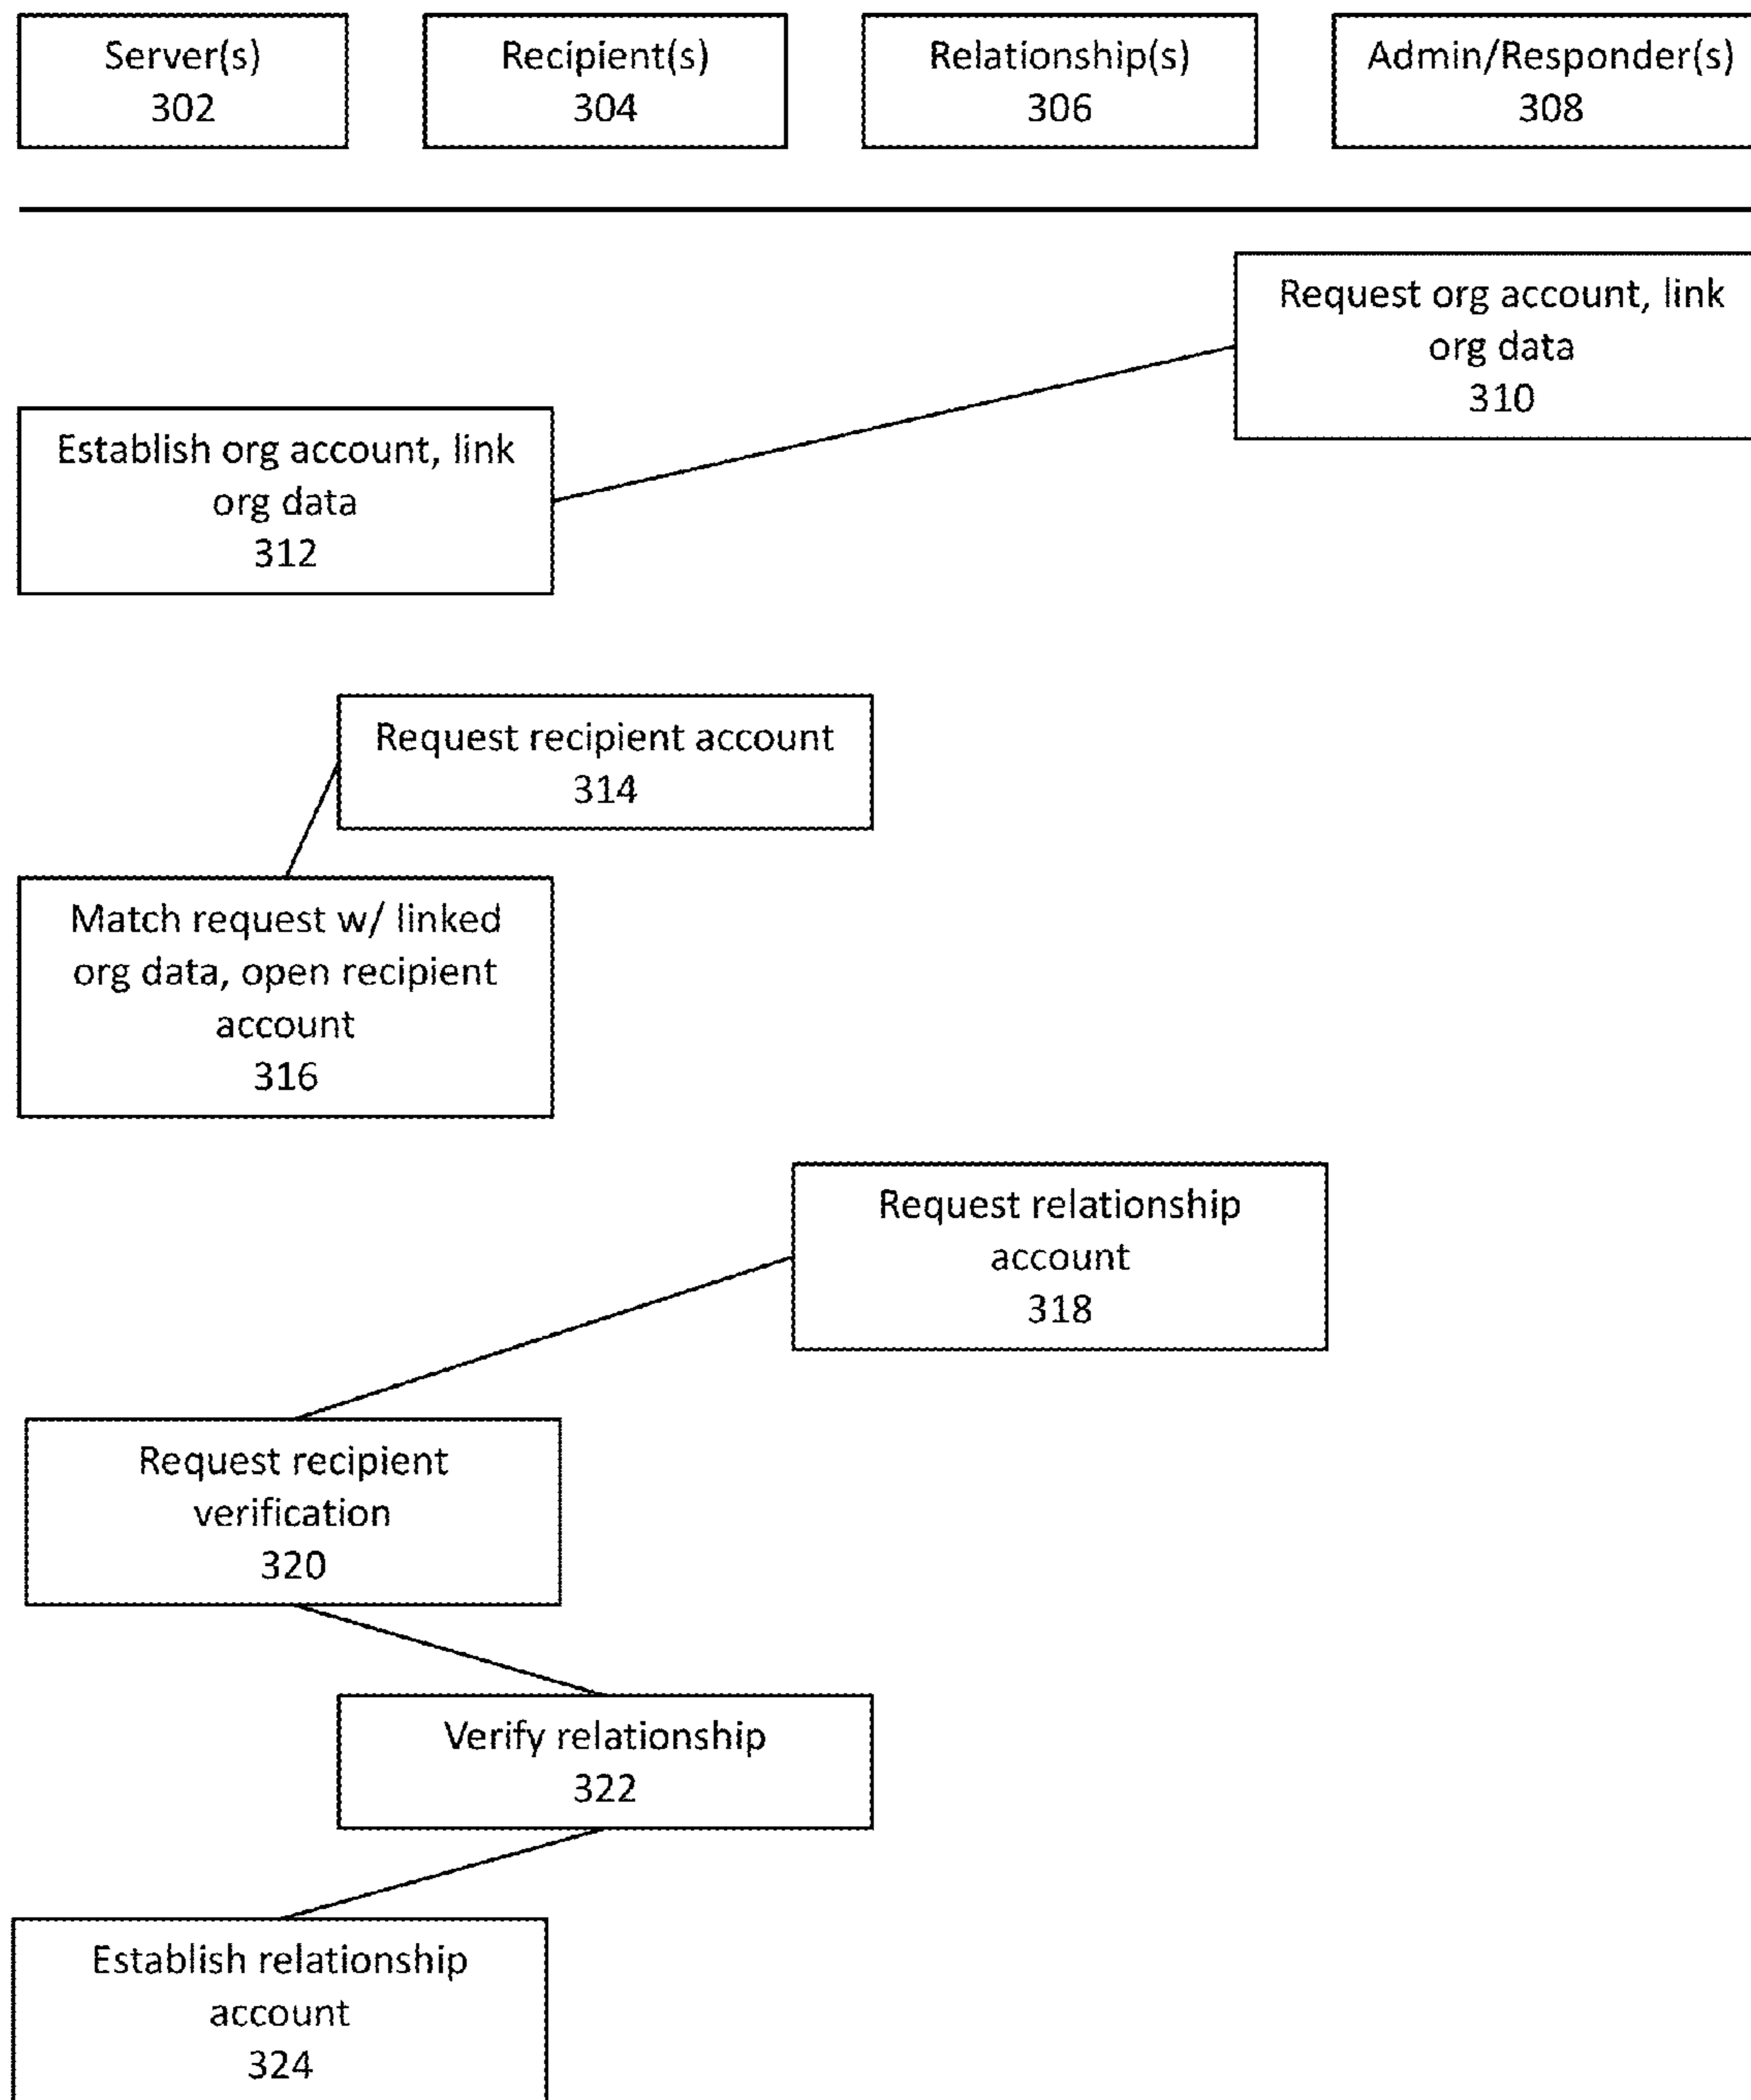 Server(s)
302
Recipient(s)
304
Relationship(s)
306
Admin/Responder(s)
308
Request org account, link
org data
310
Establish org account, link
org data
312
Request recipient account
314
Match request w/ linked
org data, open recipient
account
316
Request relationship
account
318
Request recipient
verification
320
Verify relationship
322
Establish relationship
account
324